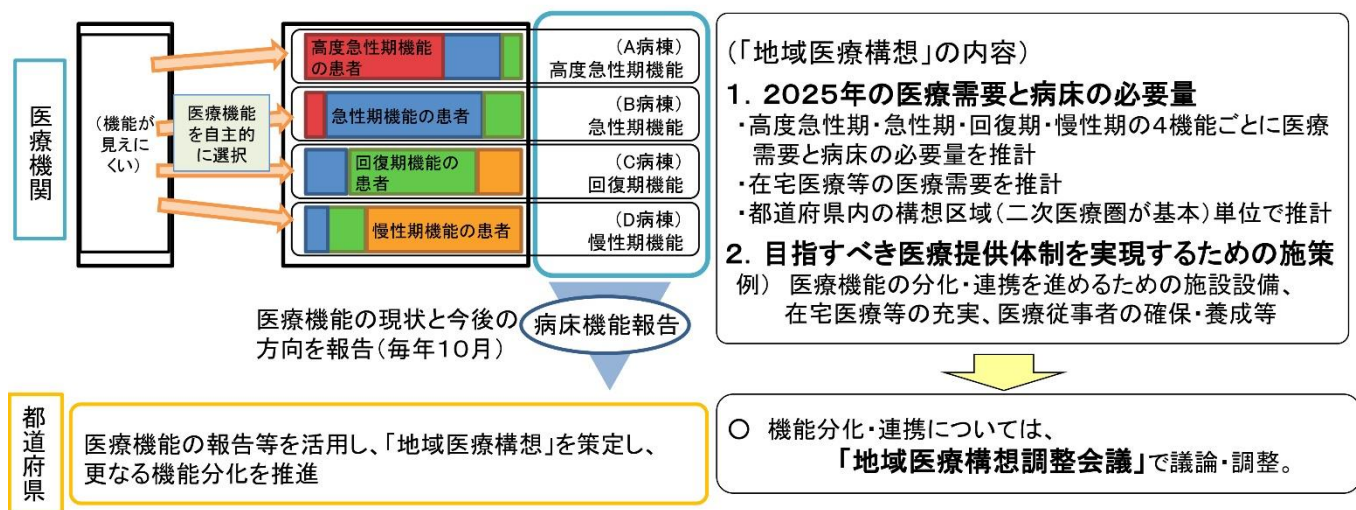 医療機関
(機能が
見えに
くい)
医療機能
を自主的
に選択
高度急性期機能
の患者
(A病棟)
高度急性期機能
急性期機能の患者
(B病棟)
急性期機能
回復期機能の
患者
(C病棟)
回復期機能
慢性期機能の患者
(D病棟)
慢性期機能
医療機能の現状と今後の
方向を報告(毎年10月)
病床機能報告
都道府県
医療機能の報告等を活用し、「地域医療構想」を策定し、
更なる機能分化を推進
(「地域医療構想」の内容)
1. 2025年の医療需要と病床の必要量
・高度急性期・急性期・回復期・慢性期の4機能ごとに医療
需要と病床の必要量を推計
・在宅医療等の医療需要を推計
・都道府県内の構想区域(二次医療圏が基本)単位で推計
2. 目指すべき医療提供体制を実現するための施策
例) 医療機能の分化・連携を進めるための施設設備、
在宅医療等の充実、医療従事者の確保・養成等
○ 機能分化・連携については、
「地域医療構想調整会議」で議論・調整。